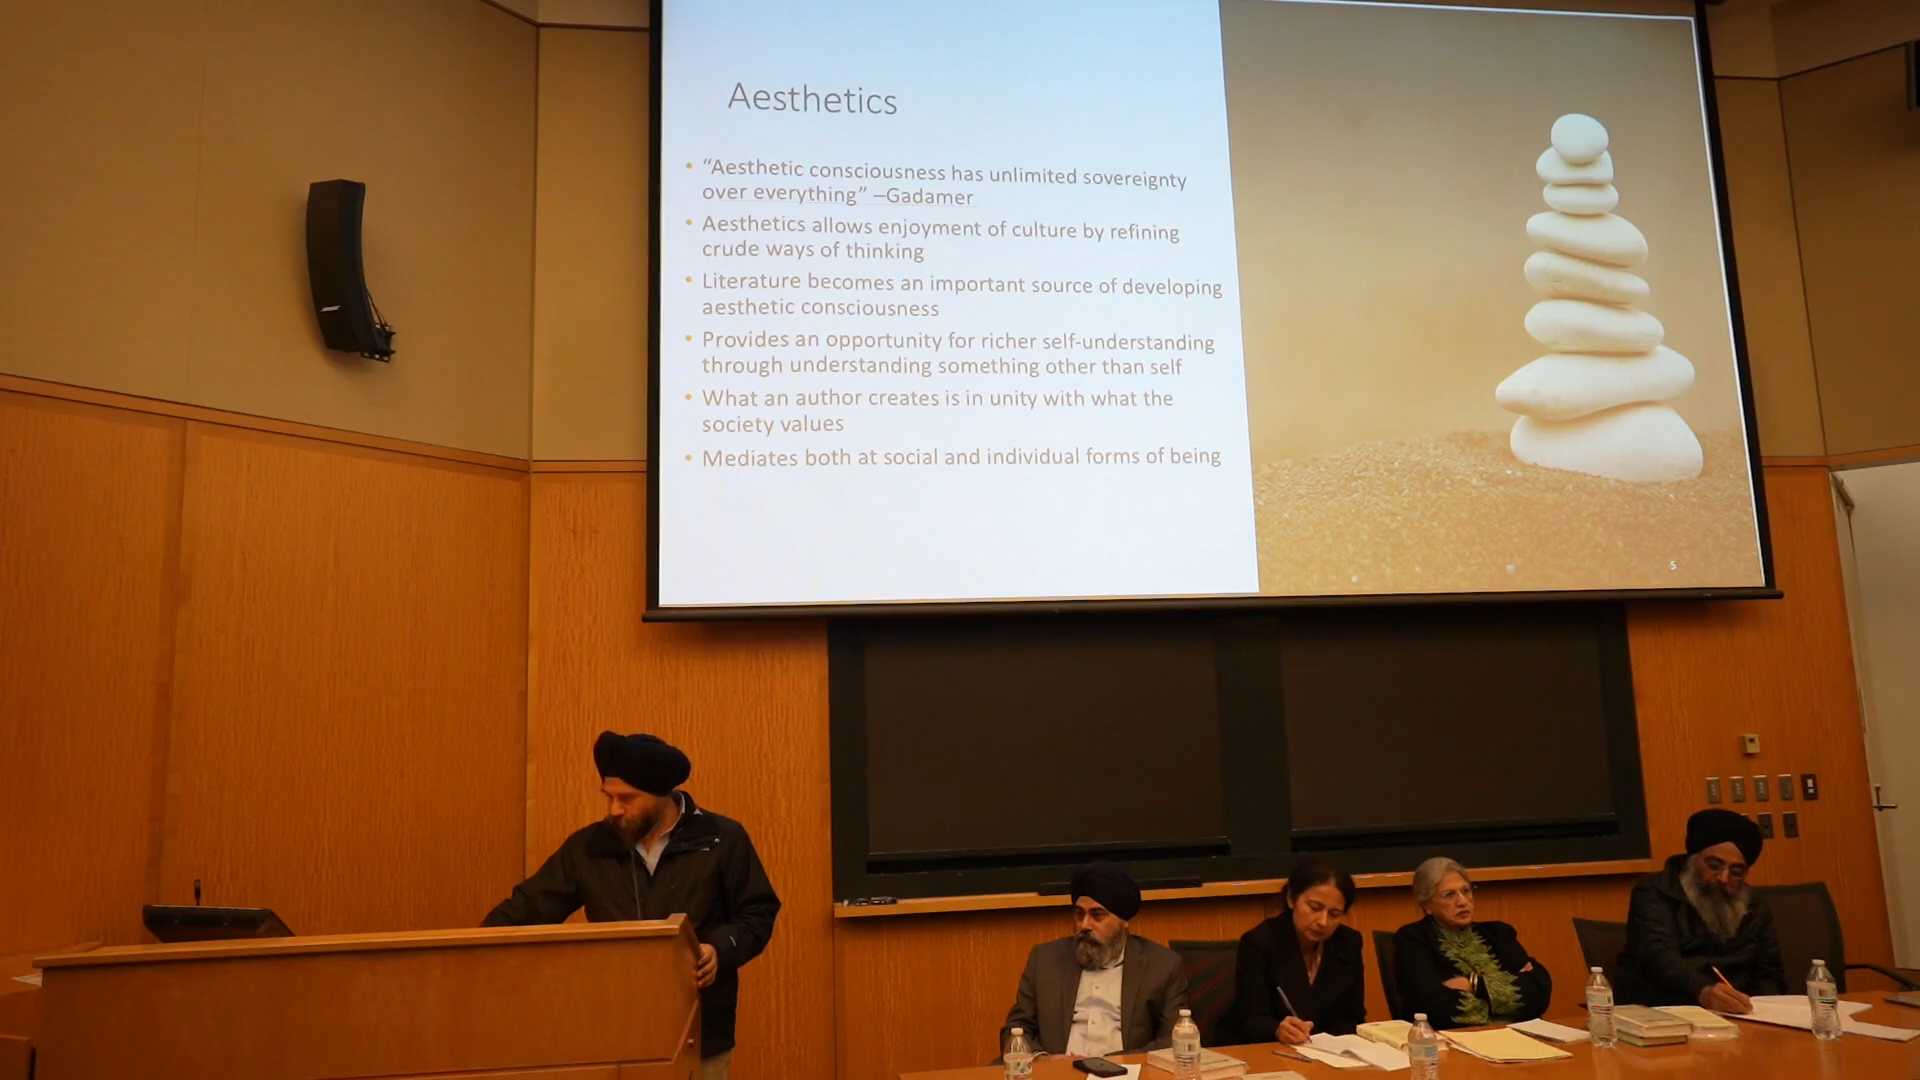 Aesthetics
• “Aesthetic consciousness has unlimited sovereignty
over everything” –Gadamer
• Aesthetics allows enjoyment of culture by refining
crude ways of thinking
• Literature becomes an important source of developing
aesthetic consciousness
• Provides an opportunity for richer self-understanding
through understanding something other than self
• What an author creates is in unity with what the
society values
• Mediates both at social and individual forms of being
5